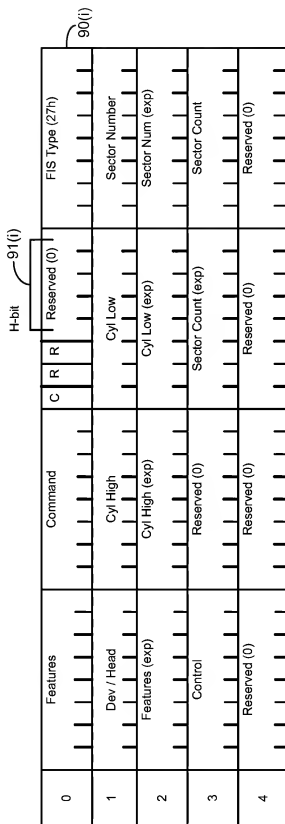 H-bit
91(i)
90(i)
0 Features Command C R R Reserved (0) FIS Type (27h)
1 Dev / Head Cyl High Cyl Low Sector Number
2 Features (exp) Cyl High (exp) Cyl Low (exp) Sector Num (exp)
3 Control Reserved (0) Sector Count (exp) Sector Count
4 Reserved (0) Reserved (0) Reserved (0) Reserved (0)